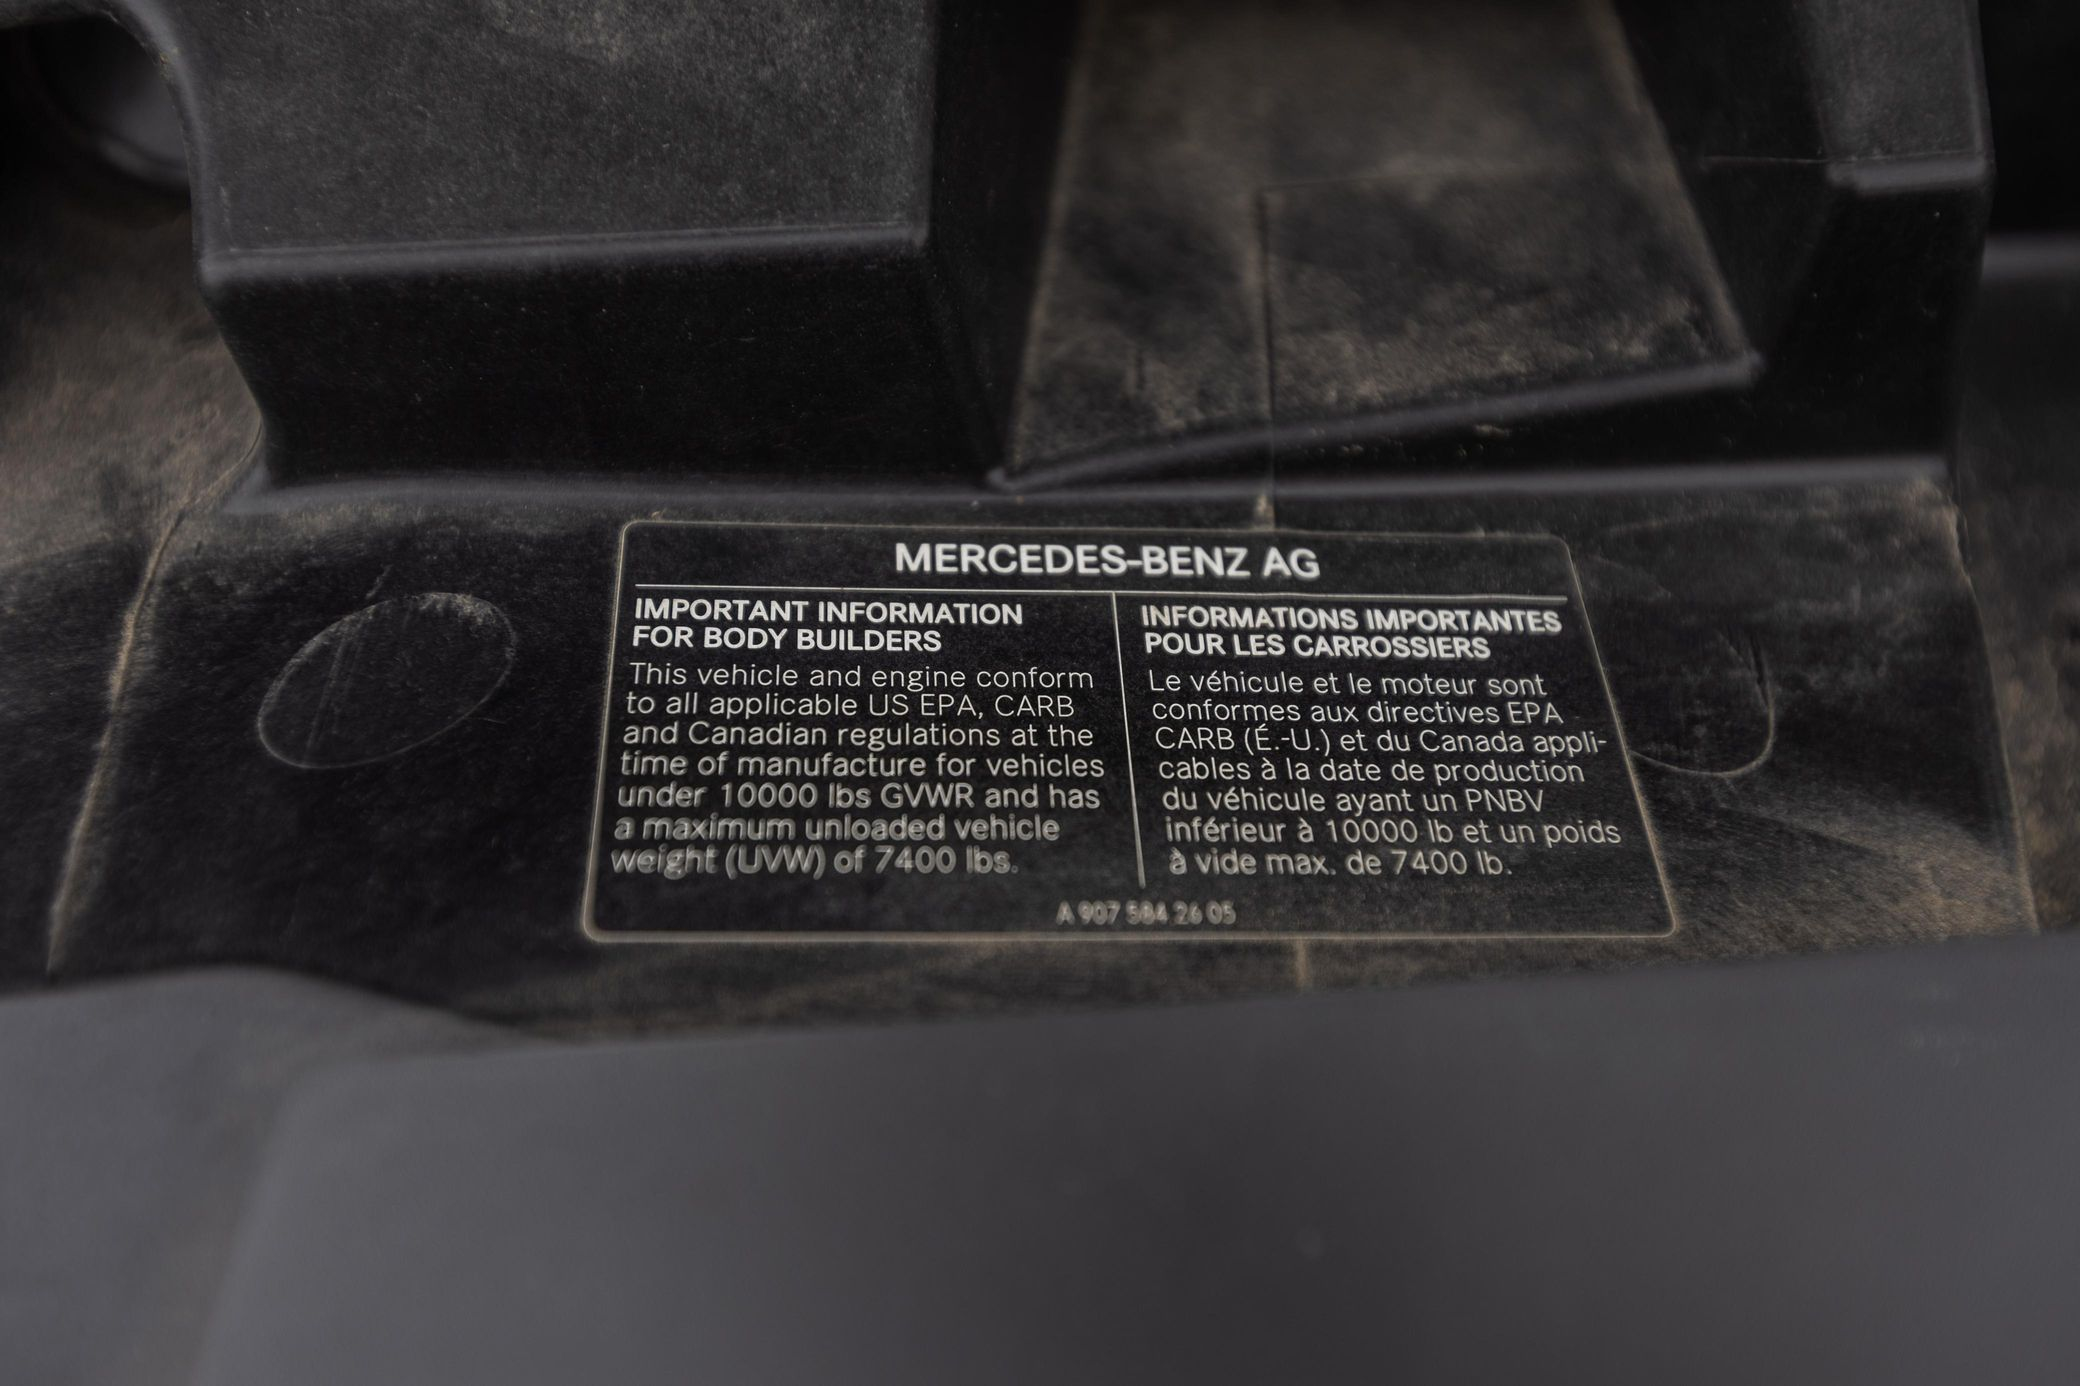 MERCEDES-BENZ AG
IMPORTANT INFORMATION
FOR BODY BUILDERS
This vehicle and engine conform
to all applicable US EPA, CARB
and Canadian regulations at the
time of manufacture for vehicles
under 10000 lbs GVWR and has
a maximum unloaded vehicle
weight (UVW) of 7400 lbs.
INFORMATIONS IMPORTANTES
POUR LES CARROSSIERS
Le véhicule et le moteur sont
conformes aux directives EPA
CARB (É.-U.) et du Canada appli-
cables à la date de production
du véhicule ayant un PNBV
inférieur à 10000 lb et un poids
à vide max. de 7400 lb.
A 907 584 26 05